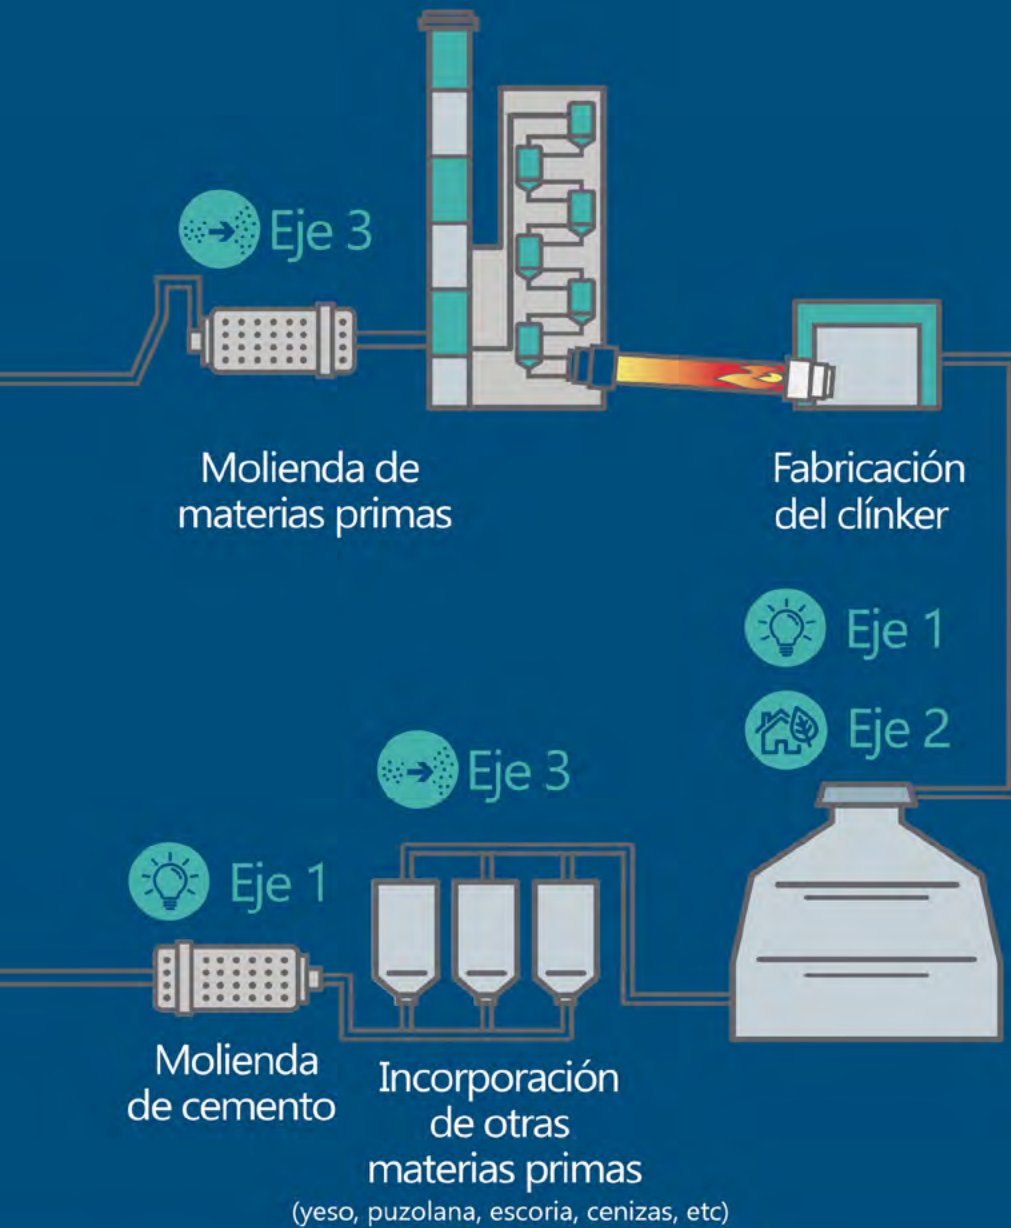 Eje 3
Molienda de
materias primas
Fabricación
del clínker
Eje 1
Eje 2
Eje 3
Eje 1
Molienda
de cemento
Incorporación
de otras
materias primas
(yeso, puzolana, escoria, cenizas, etc)